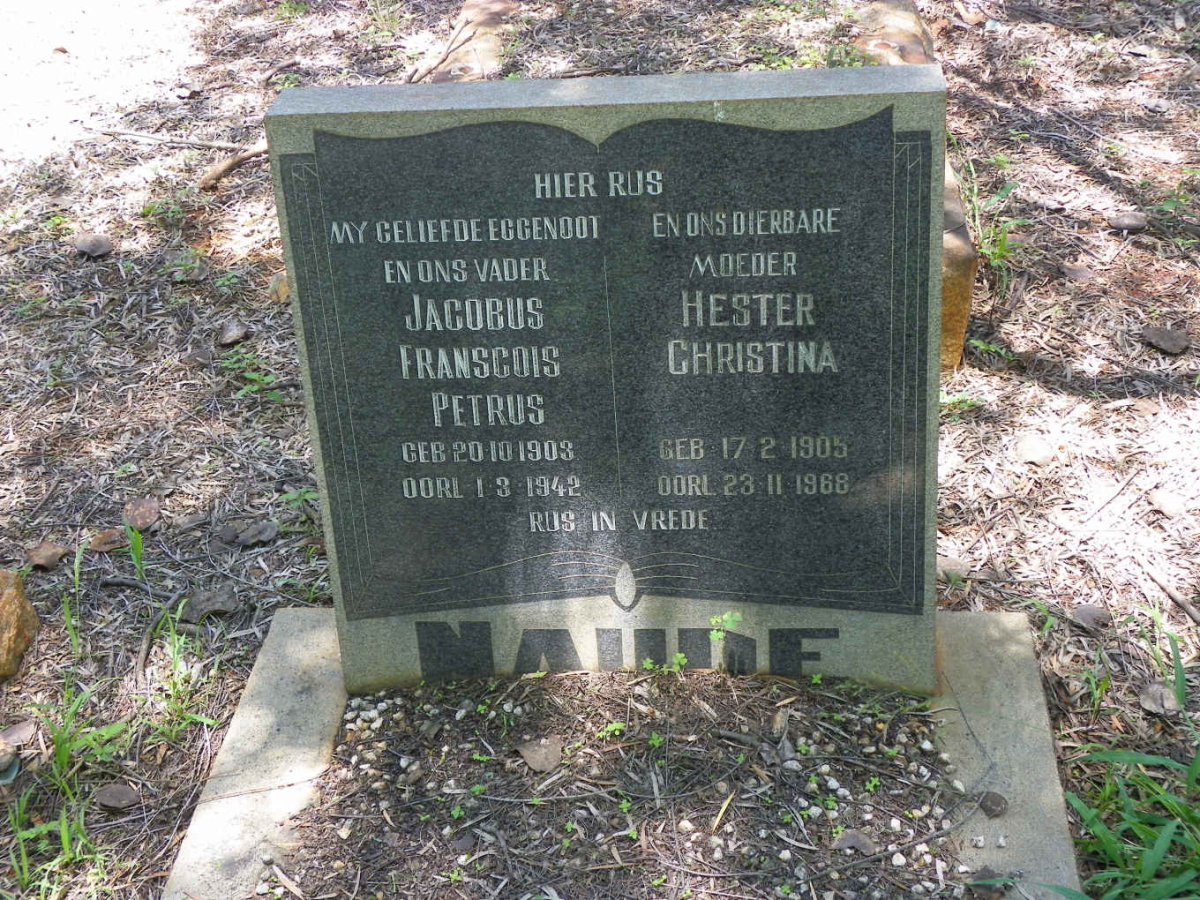 HIER RUS
MY GELIEFDE EGGENOOT
EN ONS VADER
JACOBUS
FRANSCOIS
PETRUS
GEB 20 10 1903
OORL 1 3 1942
EN ONS DIERBARE
MOEDER
HESTER
CHRISTINA
GEB 17 2 1905
OORL 23 11 1968
RUS IN VREDE
NAUDE